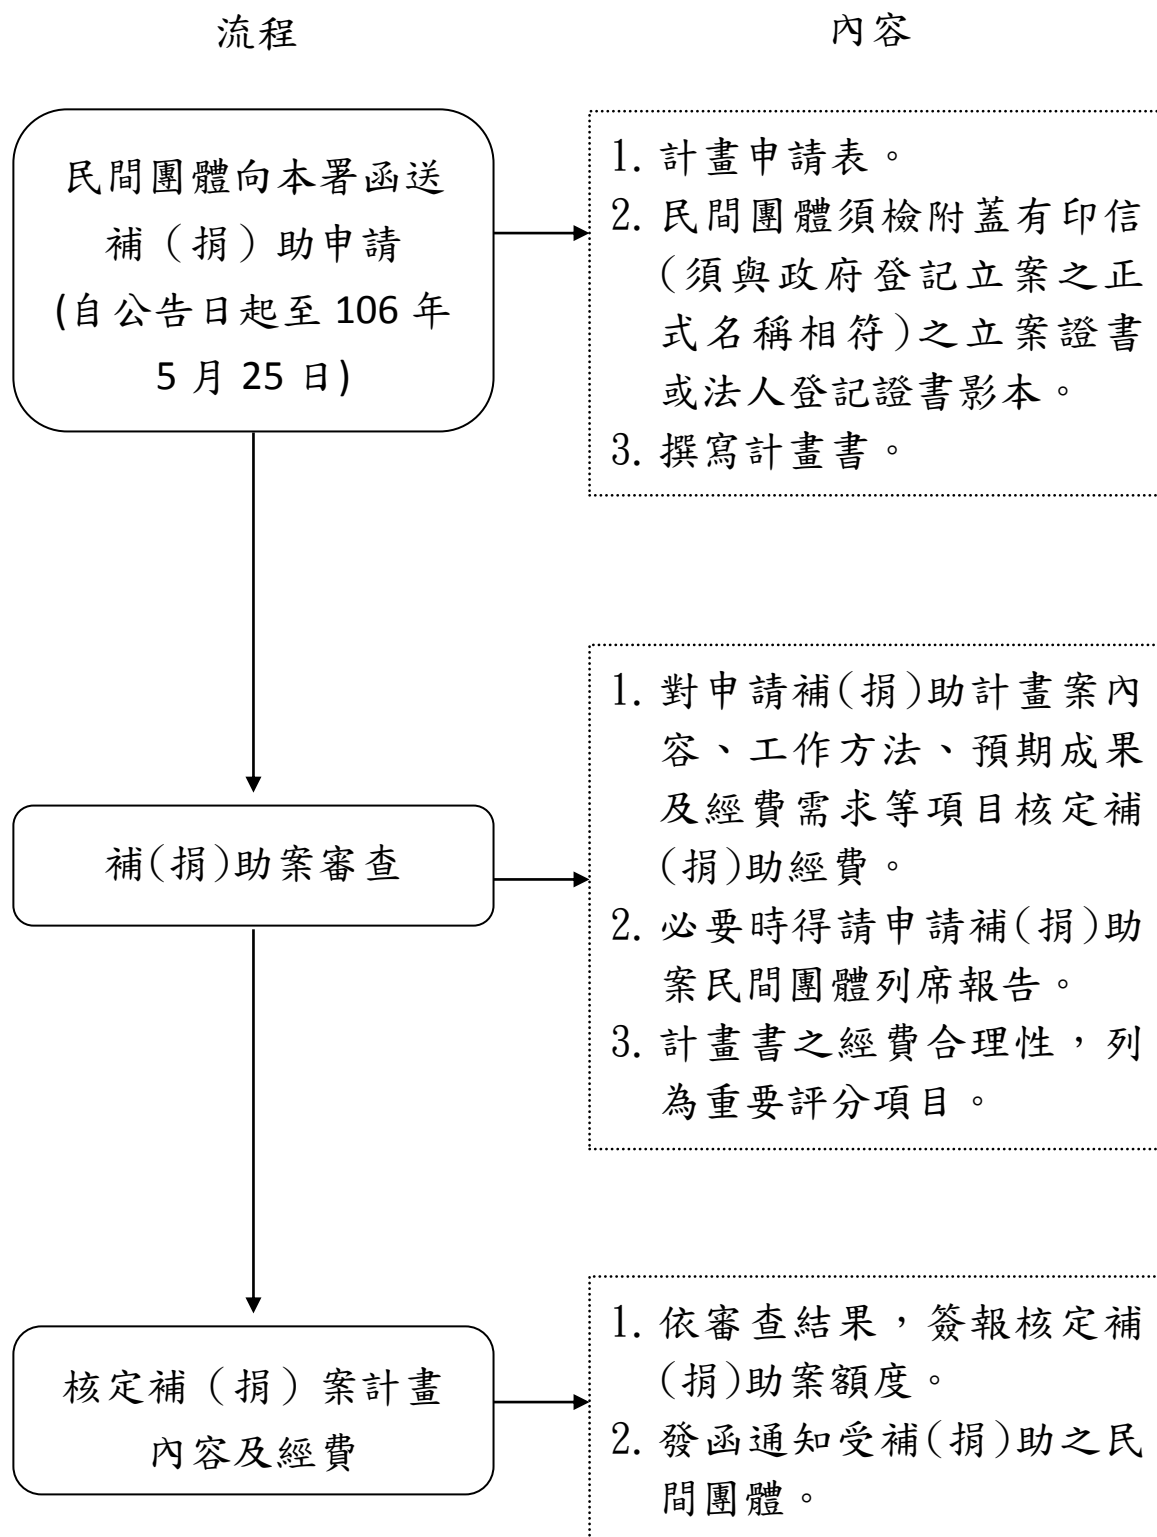 流程
內容
民間團體向本署函送
補（捐）助申請
(自公告日起至 106 年
5 月 25 日)
1. 計畫申請表。
2. 民間團體須檢附蓋有印信
(須與政府登記立案之正
式名稱相符)之立案證書
或法人登記證書影本。
3. 撰寫計畫書。
補(捐)助案審查
1. 對申請補(捐)助計畫案內
容、工作方法、預期成果
及經費需求等項目核定補
(捐)助經費。
2. 必要時得請申請補(捐)助
案民間團體列席報告。
3. 計畫書之經費合理性，列
為重要評分項目。
核定補（捐）案計畫
內容及經費
1. 依審查結果，簽報核定補
(捐)助案額度。
2. 發函通知受補(捐)助之民
間團體。